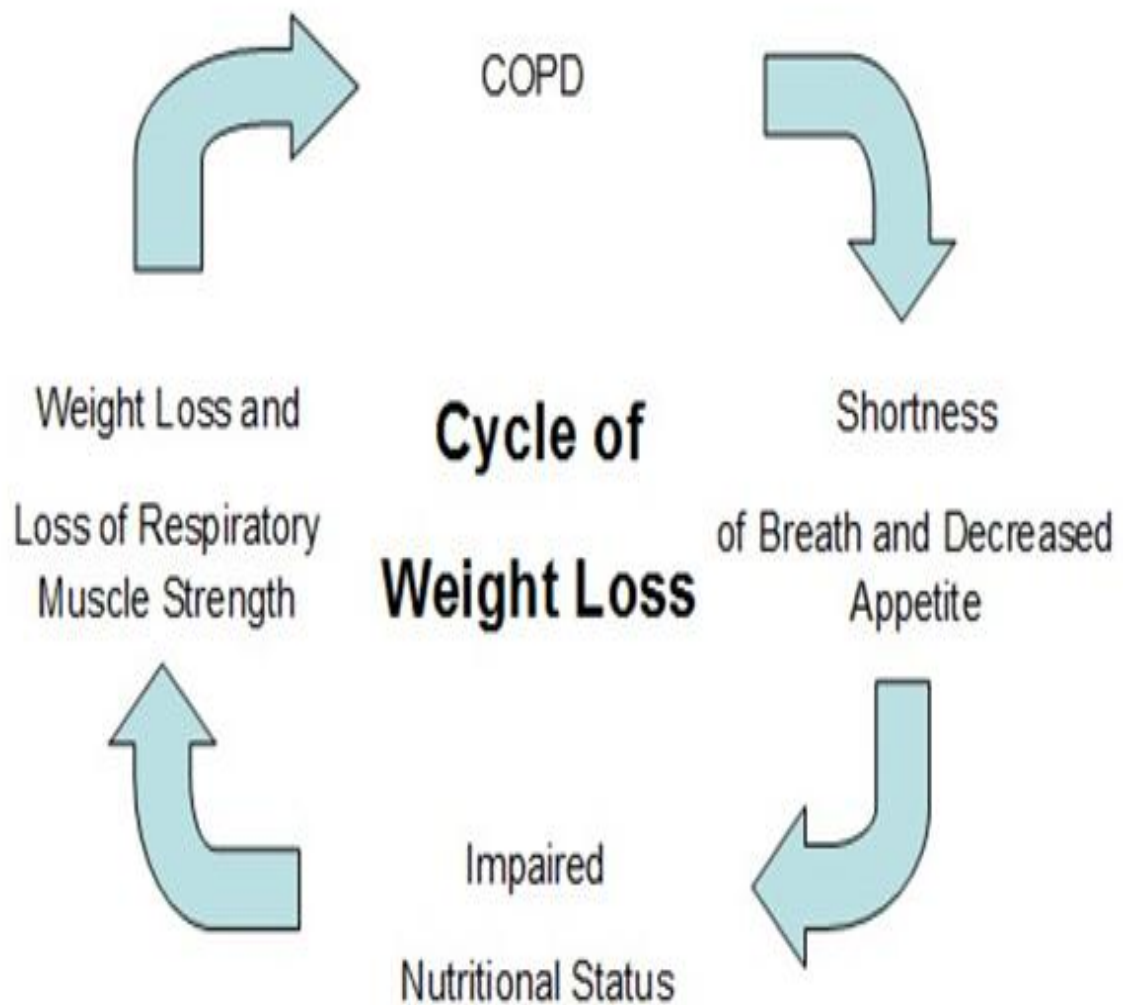 COPD
Shortness
of Breath and Decreased
Appetite
Impaired
Nutritional Status
Weight Loss and
Loss of Respiratory
Muscle Strength
Cycle of
Weight Loss